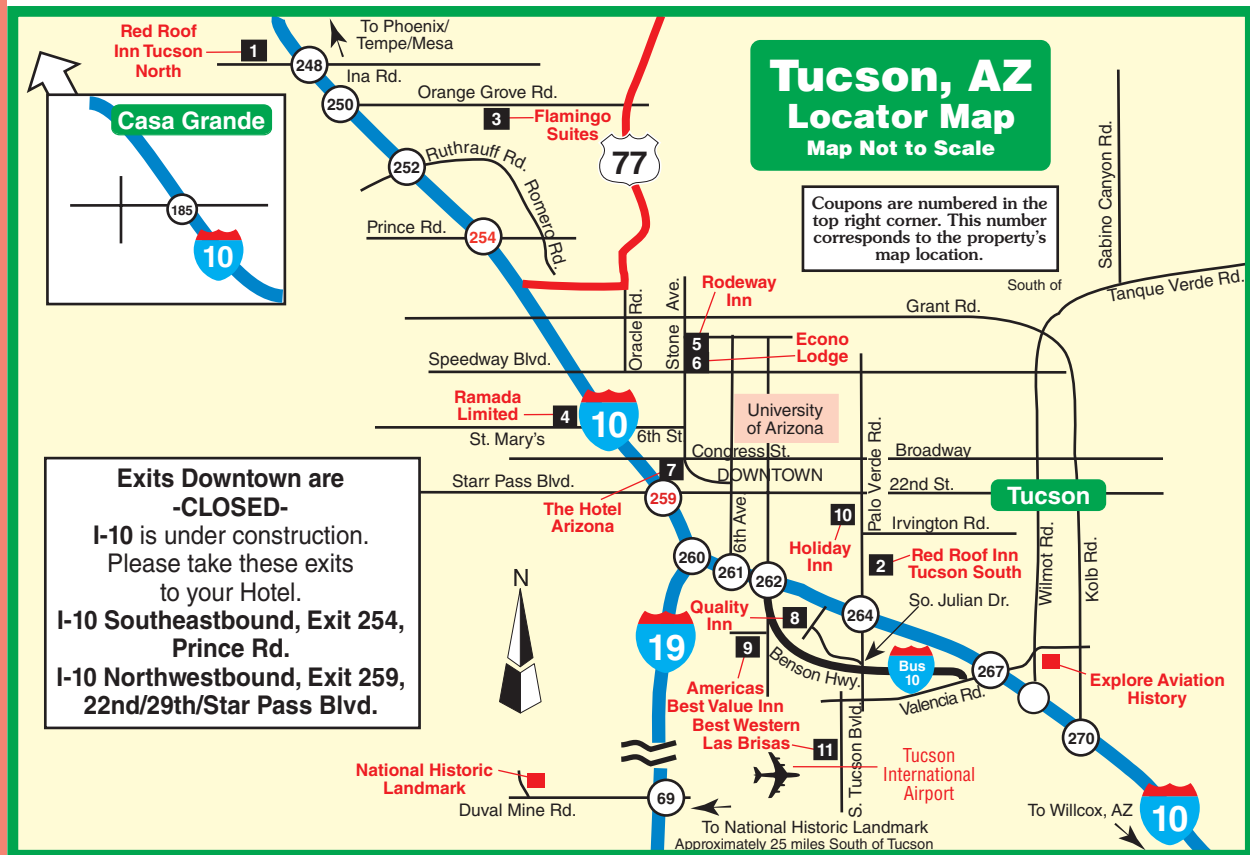 Red Roof
Inn Tucson
North
1
To Phoenix/
Tempe/Mesa
248
Ina Rd.
250
Orange Grove Rd.
3
Flamingo
Suites
77
Tucson, AZ
Locator Map
Map Not to Scale
Casa Grande
185
10
252
Ruthrauff Rd.
Romero Rd.
Prince Rd.
254
Coupons are numbered in the
top right corner. This number
corresponds to the property's
map location.
Sabino Canyon Rd.
South of
Tanque Verde Rd.
Oracle Rd.
Stone Ave.
Rodeway
Inn
Grant Rd.
5
6
Econo
Lodge
Speedway Blvd.
Ramada
Limited
4
10
St. Mary's
6th St
University
of Arizona
Palo Verde Rd.
Congress St.
Broadway
7
DOWNTOWN
Starr Pass Blvd.
22nd St.
Tucson
The Hotel
Arizona
259
6th Ave.
10
Holiday
Inn
Irvington Rd.
Wilmot Rd.
Kolb Rd.
Exits Downtown are
-CLOSED-
I-10 is under construction.
Please take these exits
to your Hotel.
I-10 Southeastbound, Exit 254,
Prince Rd.
I-10 Northwestbound, Exit 259,
22nd/29th/Star Pass Blvd.
N
260
261
262
2
Red Roof Inn
Tucson South
So. Julian Dr.
264
Quality
Inn
8
19
9
Benson Hwy.
Bus
10
267
Valencia Rd.
Explore Aviation
History
Americas
Best Value Inn
Best Western
Las Brisas
11
S. Tucson Bvld.
270
Tucson
International
Airport
National Historic
Landmark
Duval Mine Rd.
69
To National Historic Landmark
Approximately 25 miles South of Tucson
To Willcox, AZ
10